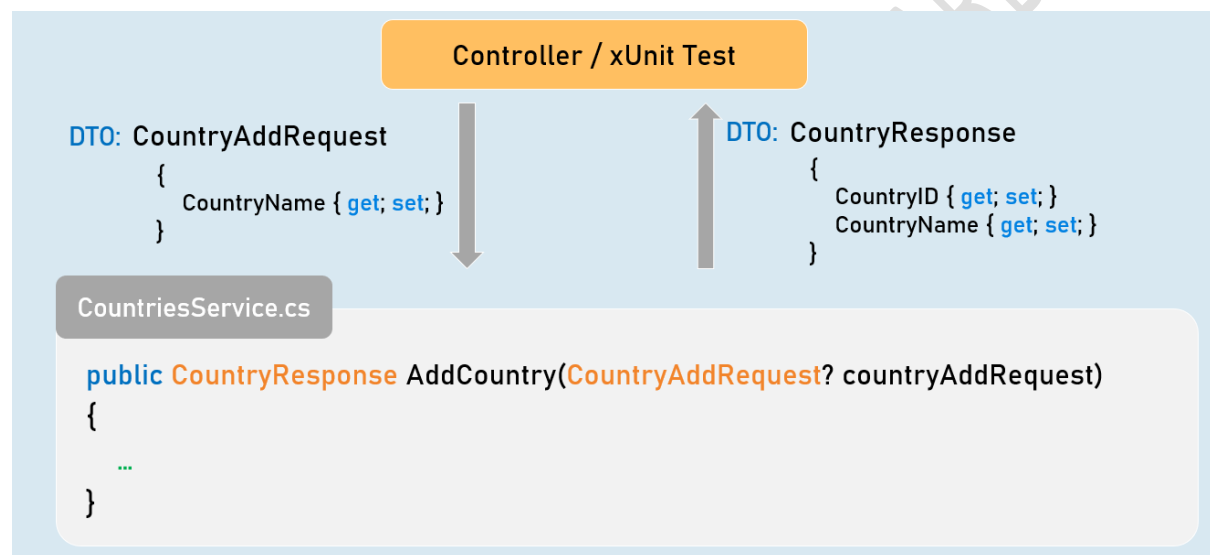 Controller / xUnit Test
DTO: CountryAddRequest
{
CountryName { get; set; }
}
DTO: CountryResponse
{
CountryID { get; set; }
CountryName { get; set; }
}
CountriesService.cs
public CountryResponse AddCountry(CountryAddRequest? countryAddRequest)
{
...
}